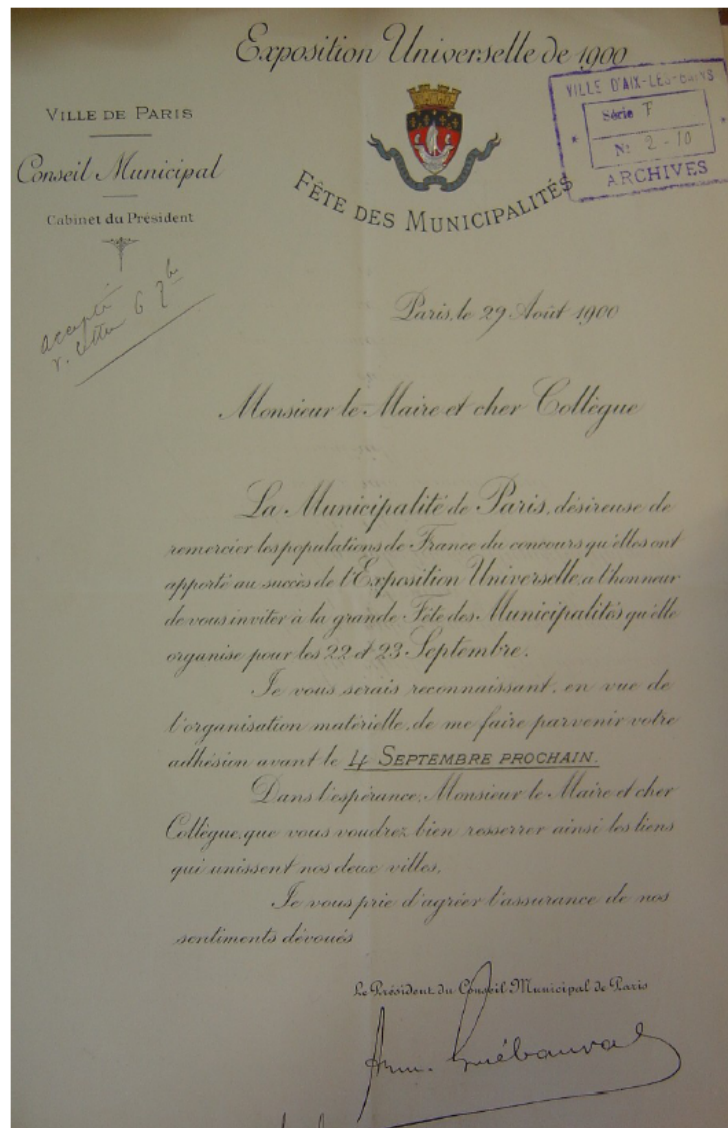 Exposition Universelle de 1900
VILLE D'AIX-LES-BAINS
Série F
N: 2-10
ARCHIVES
VILLE DE PARIS
Conseil Municipal
Cabinet du Président
FÊTE DES MUNICIPALITÉS
accepté
Paris, le 29 Août 1900
Monsieur le Maire et cher Collègue
La Municipalité de Paris, désireuse de
remercier les populations de France du concours qu'elles ont
apporté au succès de l'Exposition Universelle, a l'honneur
de vous inviter à la grande Fête des Municipalités qu'elle
organise pour les 22 et 23 Septembre.
Je vous serais reconnaissant, en vue de
l'organisation matérielle, de me faire parvenir votre
adhésion avant le 4 SEPTEMBRE PROCHAIN.
Dans l'espérance, Monsieur le Maire et cher
Collègue, que vous voudrez bien resserrer ainsi les liens
qui unissent nos deux villes,
Je vous prie d'agréer l'assurance de nos
sentiments dévoués
Le Président du Conseil Municipal de Paris